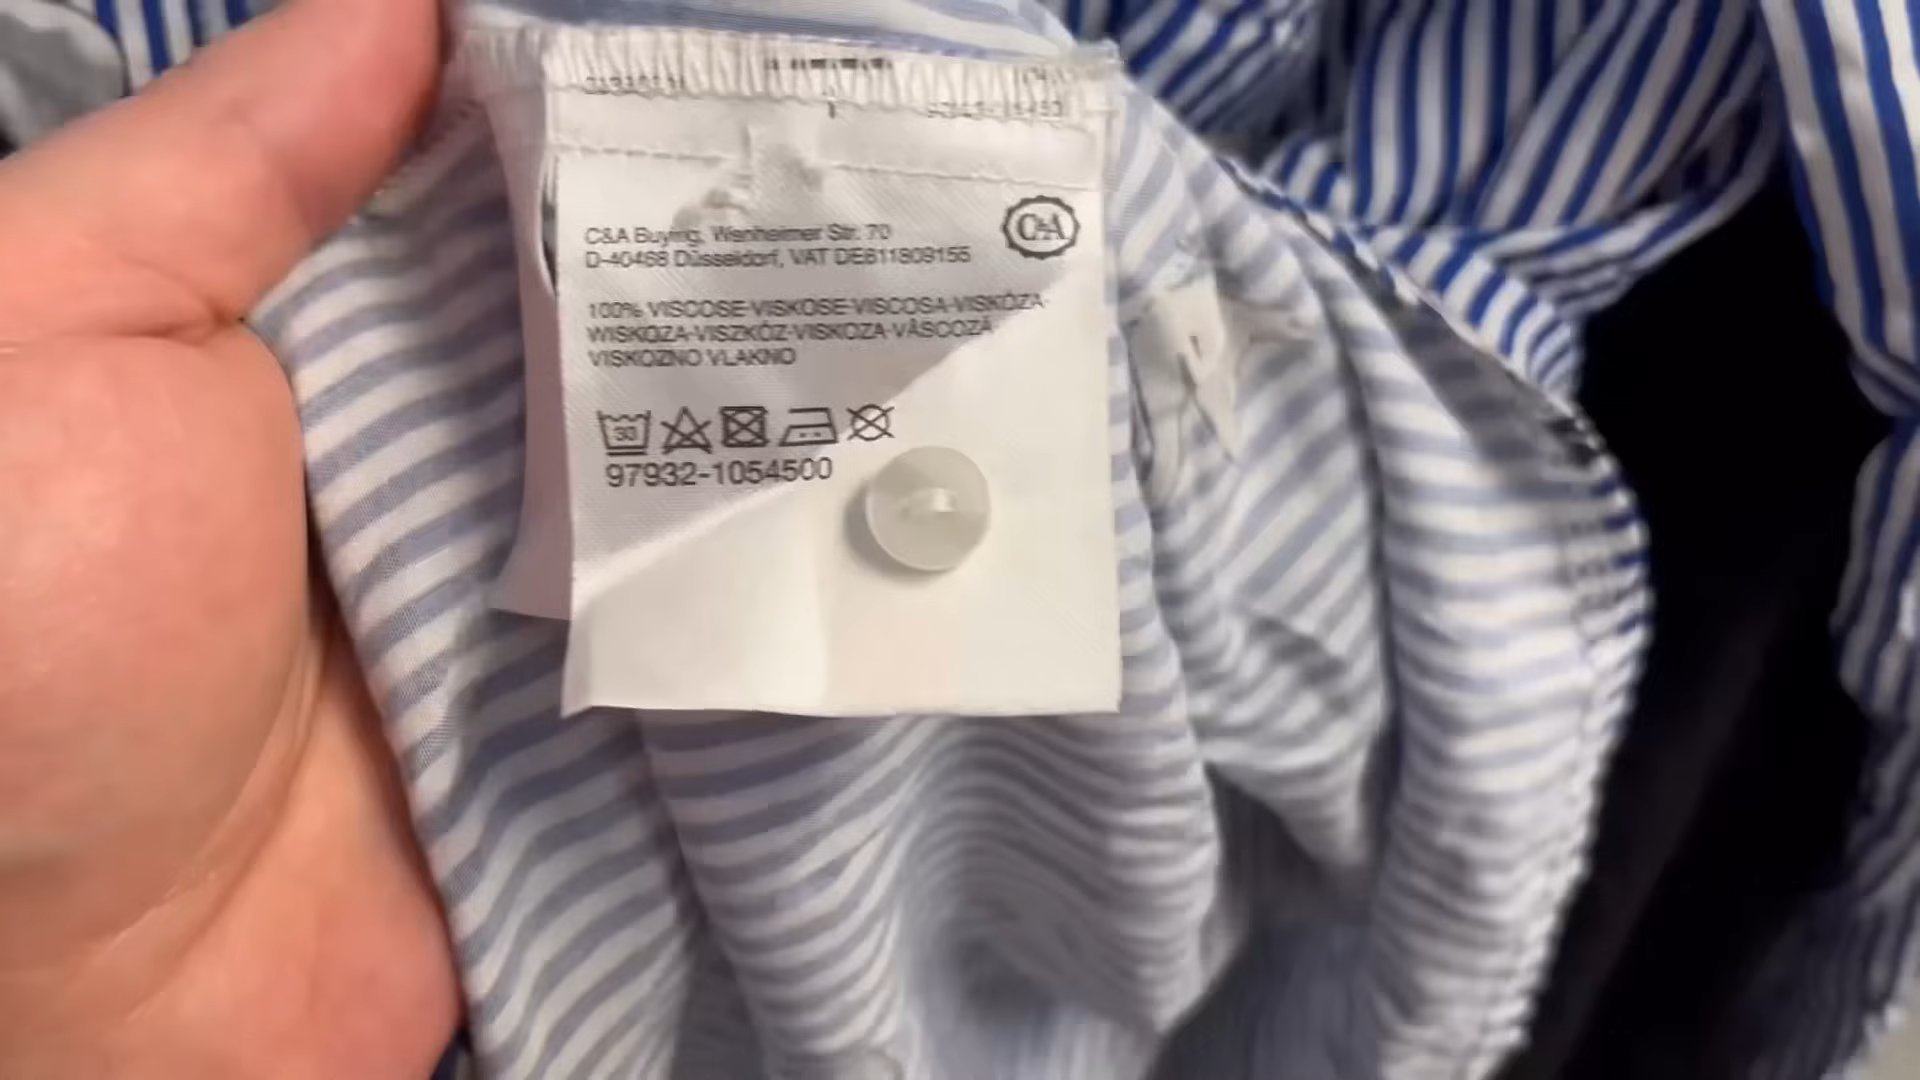 C&A Buying, Wanheimer Str. 70
D-40468 Düsseldorf, VAT DE811809155
C&A
100% VISCOSE·VISKOSE·VISCOSA·VISKÓZA·
WISKOZA·VISZKÓZ·VISKOZA·VÂSCOZĂ
VISKOZNO VLAKNO
30
97932-1054500